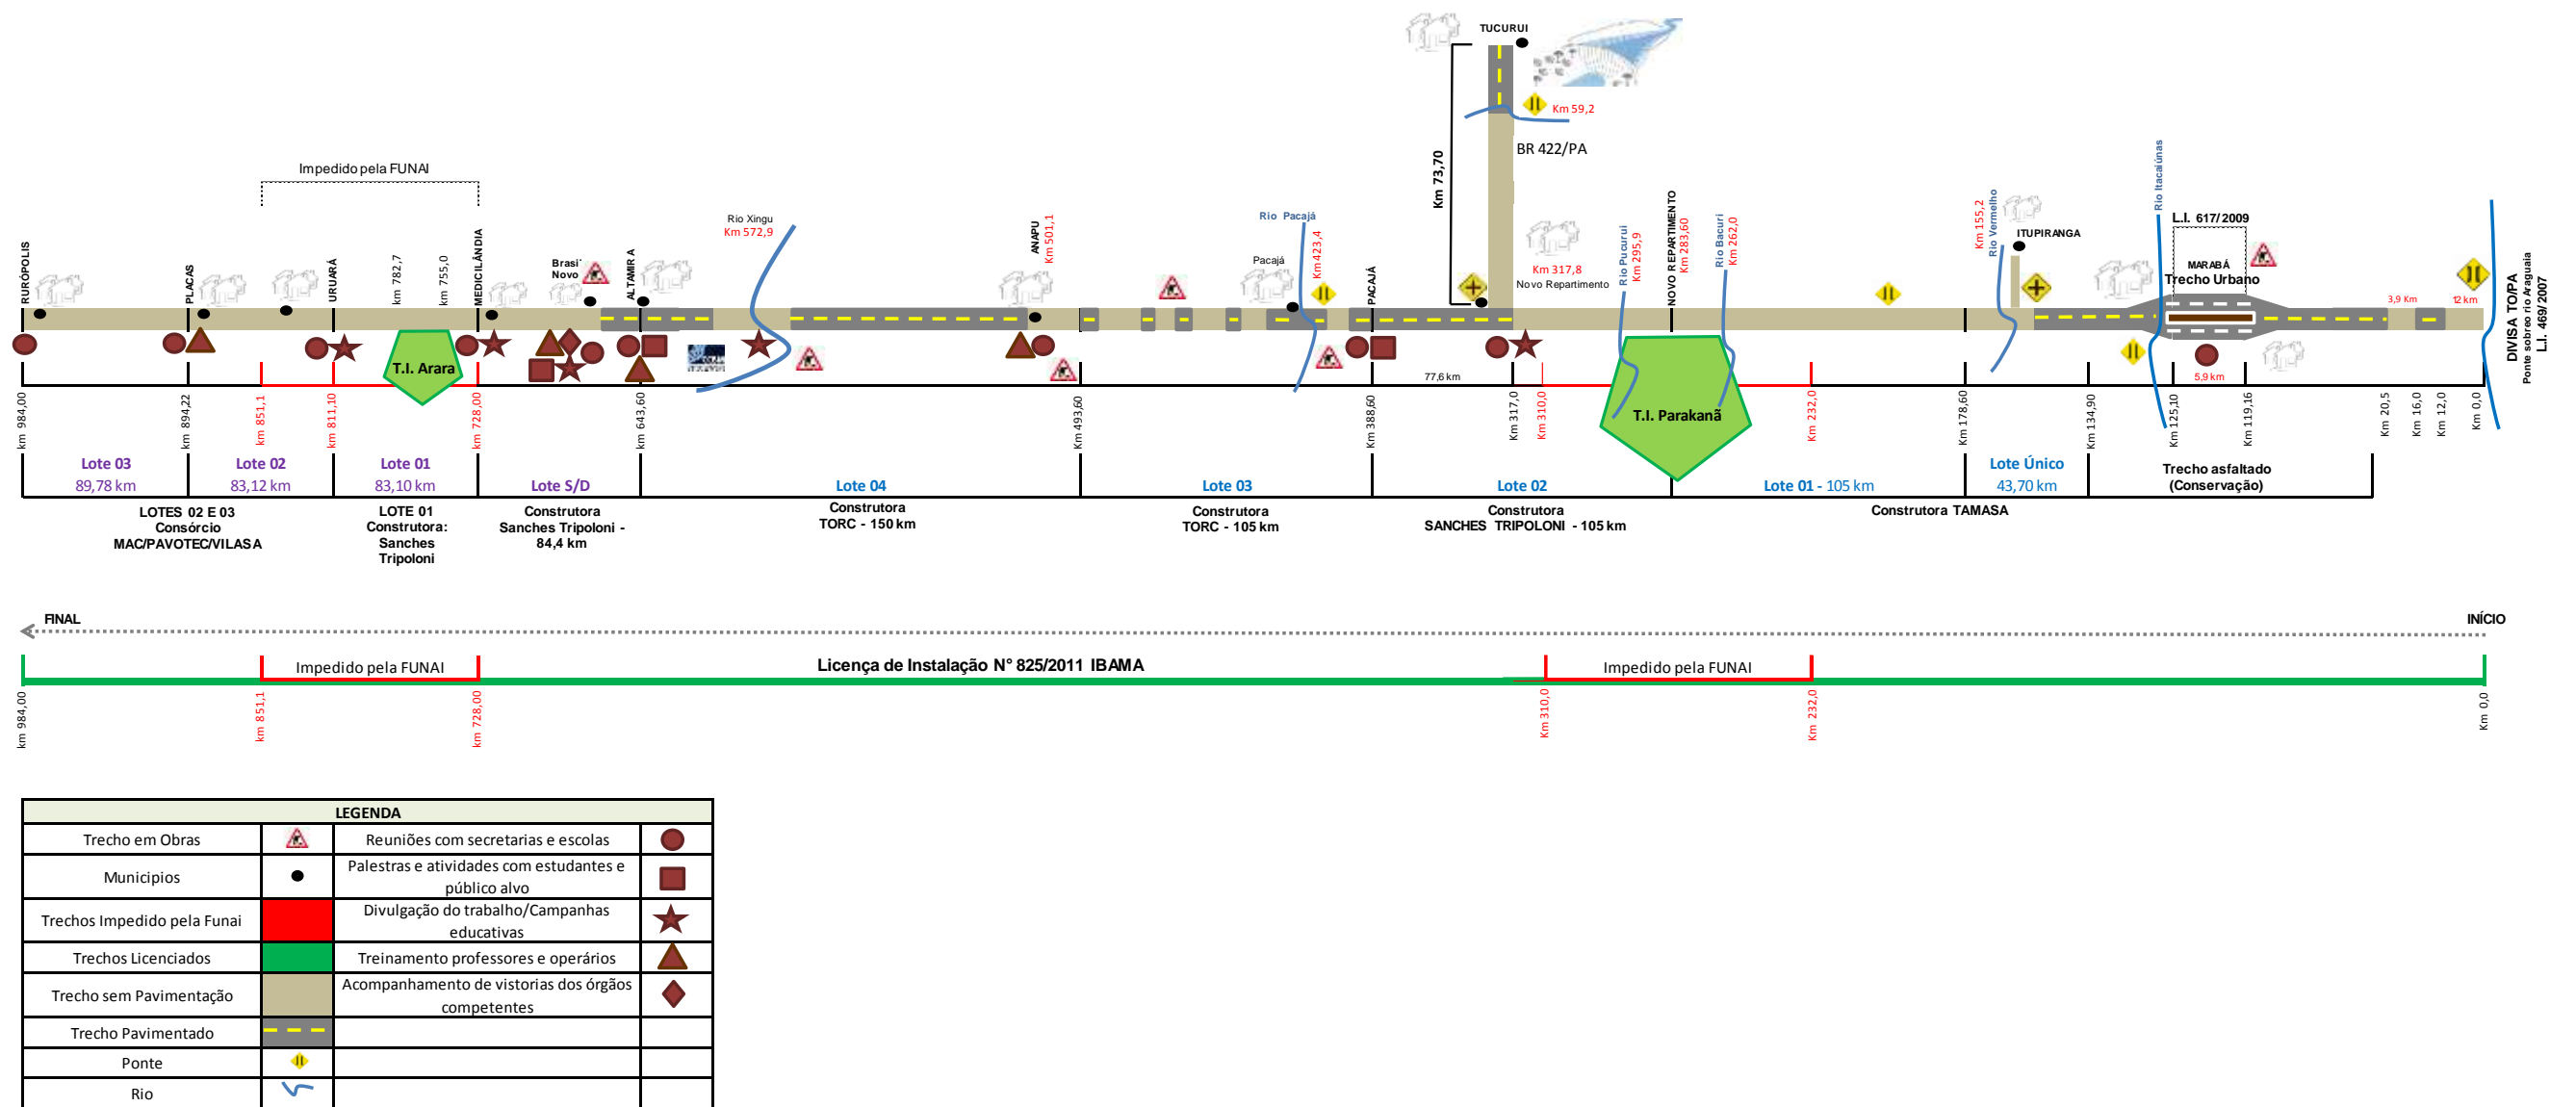 TUCURUI
Km 59,2
BR 422/PA
Km 73,70
Impedido pela FUNAI
RURÓPOLIS
PLACAS
URUARÁ
km 782,7
km 755,0
MEDICILÂNDIA
Brasil
Novo
ALTAMIRA
Rio Xingu
Km 572,9
ANAPU
Km 501,1
Rio Pacajá
Pacajá
Km 423,4
PACAJÁ
Km 317,8
Novo Repartimento
Rio Pucurui
Km 295,9
NOVO REPARTIMENTO
Km 283,60
Rio Bacuri
Km 262,0
Km 155,2
Rio Vermelho
ITUPIRANGA
Rio Itacaiúnas
L.I. 617/2009
MARABÁ
Trecho Urbano
3,9 Km
12 km
DIVISA TO/PA
Ponte sobre o rio Araguaia
L.I. 469/2007
T.I. Arara
T.I. Parakanã
77,6 km
5,9 km
km 984,00
km 894,22
km 851,1
km 811,10
km 728,00
km 643,60
Km 493,60
Km 388,60
Km 317,0
Km 310,0
Km 232,0
Km 178,60
Km 134,90
Km 125,10
Km 119,16
Km 20,5
Km 16,0
Km 12,0
Km 0,0
Lote 03
89,78 km
Lote 02
83,12 km
Lote 01
83,10 km
Lote S/D
Lote 04
Lote 03
Lote 02
Lote 01 - 105 km
Lote Único
43,70 km
Trecho asfaltado
(Conservação)
LOTES 02 E 03
Consórcio
MAC/PAVOTEC/VILASA
LOTE 01
Construtora:
Sanches
Tripoloni
Construtora
Sanches Tripoloni -
84,4 km
Construtora
TORC - 150 km
Construtora
TORC - 105 km
Construtora
SANCHES TRIPOLONI - 105 km
Construtora TAMASA
FINAL
INÍCIO
Impedido pela FUNAI
Licença de Instalação N° 825/2011 IBAMA
Impedido pela FUNAI
km 984,00
km 851,1
km 728,00
Km 310,0
Km 232,0
Km 0,0
LEGENDA
Trecho em Obras
Reuniões com secretarias e escolas
Municipios
Palestras e atividades com estudantes e
público alvo
Trechos Impedido pela Funai
Divulgação do trabalho/Campanhas
educativas
Trechos Licenciados
Treinamento professores e operários
Trecho sem Pavimentação
Acompanhamento de vistorias dos órgãos
competentes
Trecho Pavimentado
Ponte
Rio